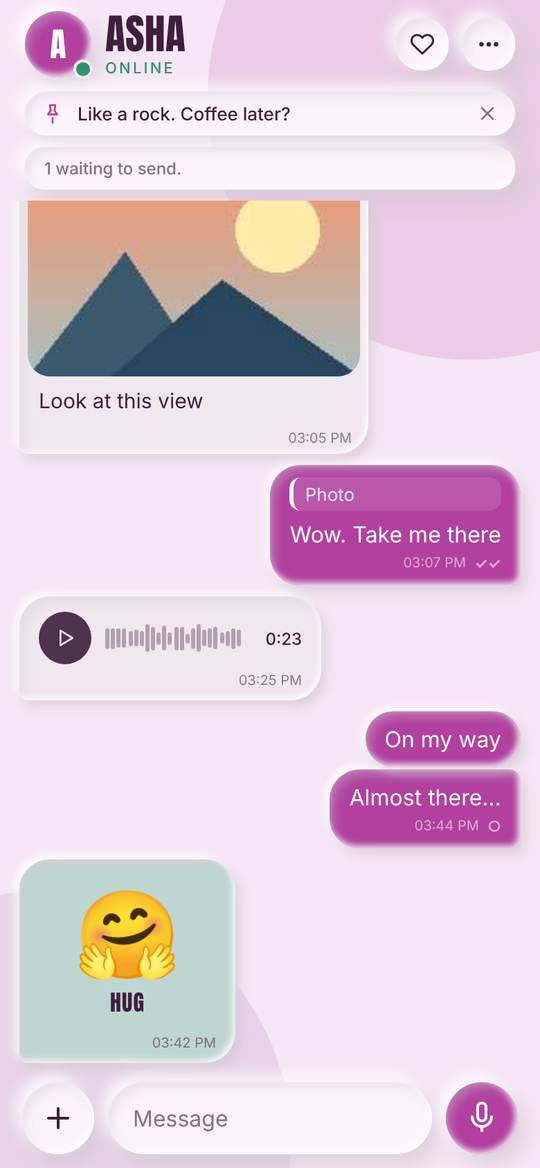 A
ASHA
ONLINE
Like a rock. Coffee later?
1 waiting to send.
Look at this view
03:05 PM
Photo
Wow. Take me there
03:07 PM
0:23
03:25 PM
On my way
Almost there...
03:44 PM
HUG
03:42 PM
Message